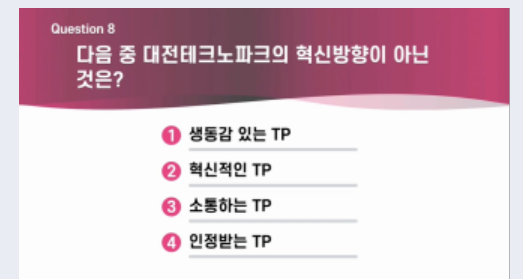 Question 8
다음 중 대전테크노파크의 혁신방향이 아닌
것은?
1 생동감 있는 TP
2 혁신적인 TP
3 소통하는 TP
4 인정받는 TP